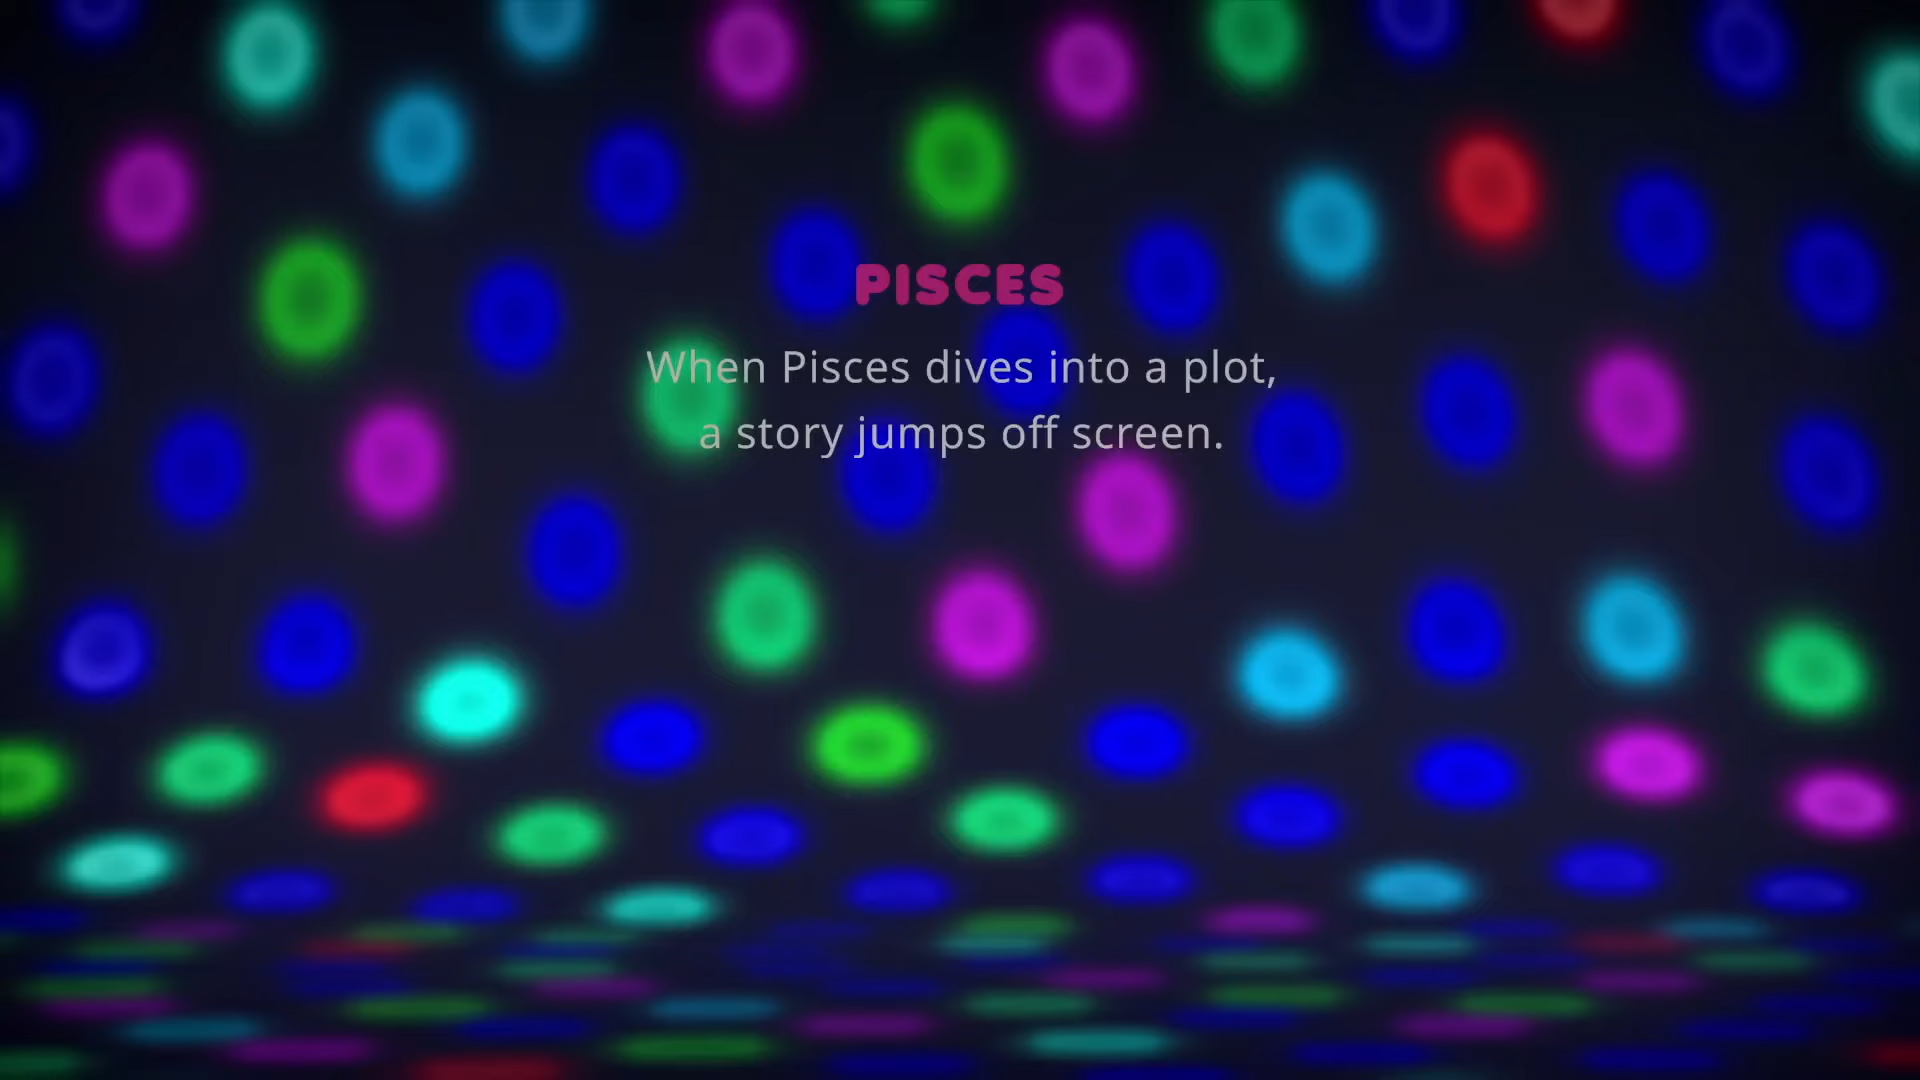 PISCES
When Pisces dives into a plot,
a story jumps off screen.